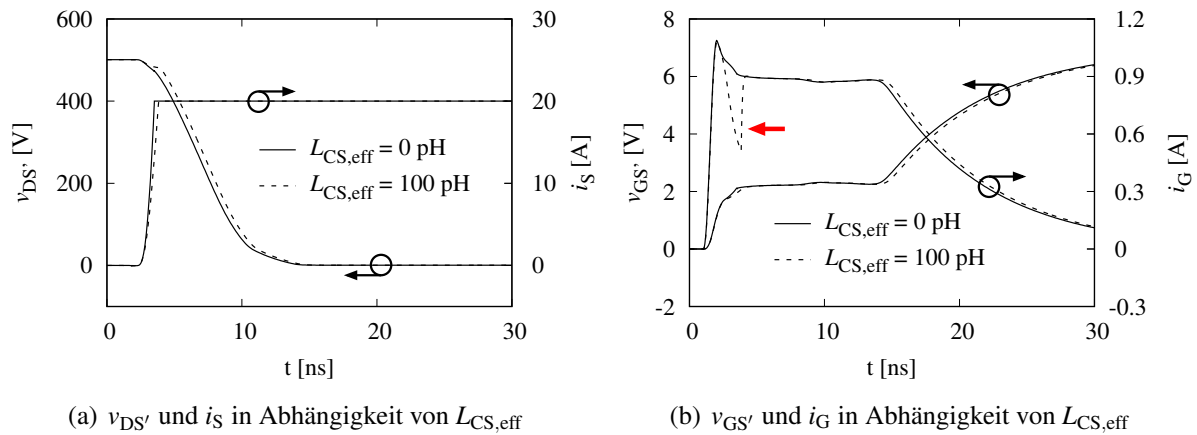 600
400
200
0
v_DS', [V]
30
20
10
0
i_S [A]
L_CS,eff = 0 pH
L_CS,eff = 100 pH
0 10 20 30
t [ns]
(a) v_DS′ und i_S in Abhängigkeit von L_CS,eff
8
6
4
2
0
-2
v_GS', [V]
1.2
0.9
0.6
0.3
0
-0.3
i_G [A]
L_CS,eff = 0 pH
L_CS,eff = 100 pH
0 10 20 30
t [ns]
(b) v_GS′ und i_G in Abhängigkeit von L_CS,eff